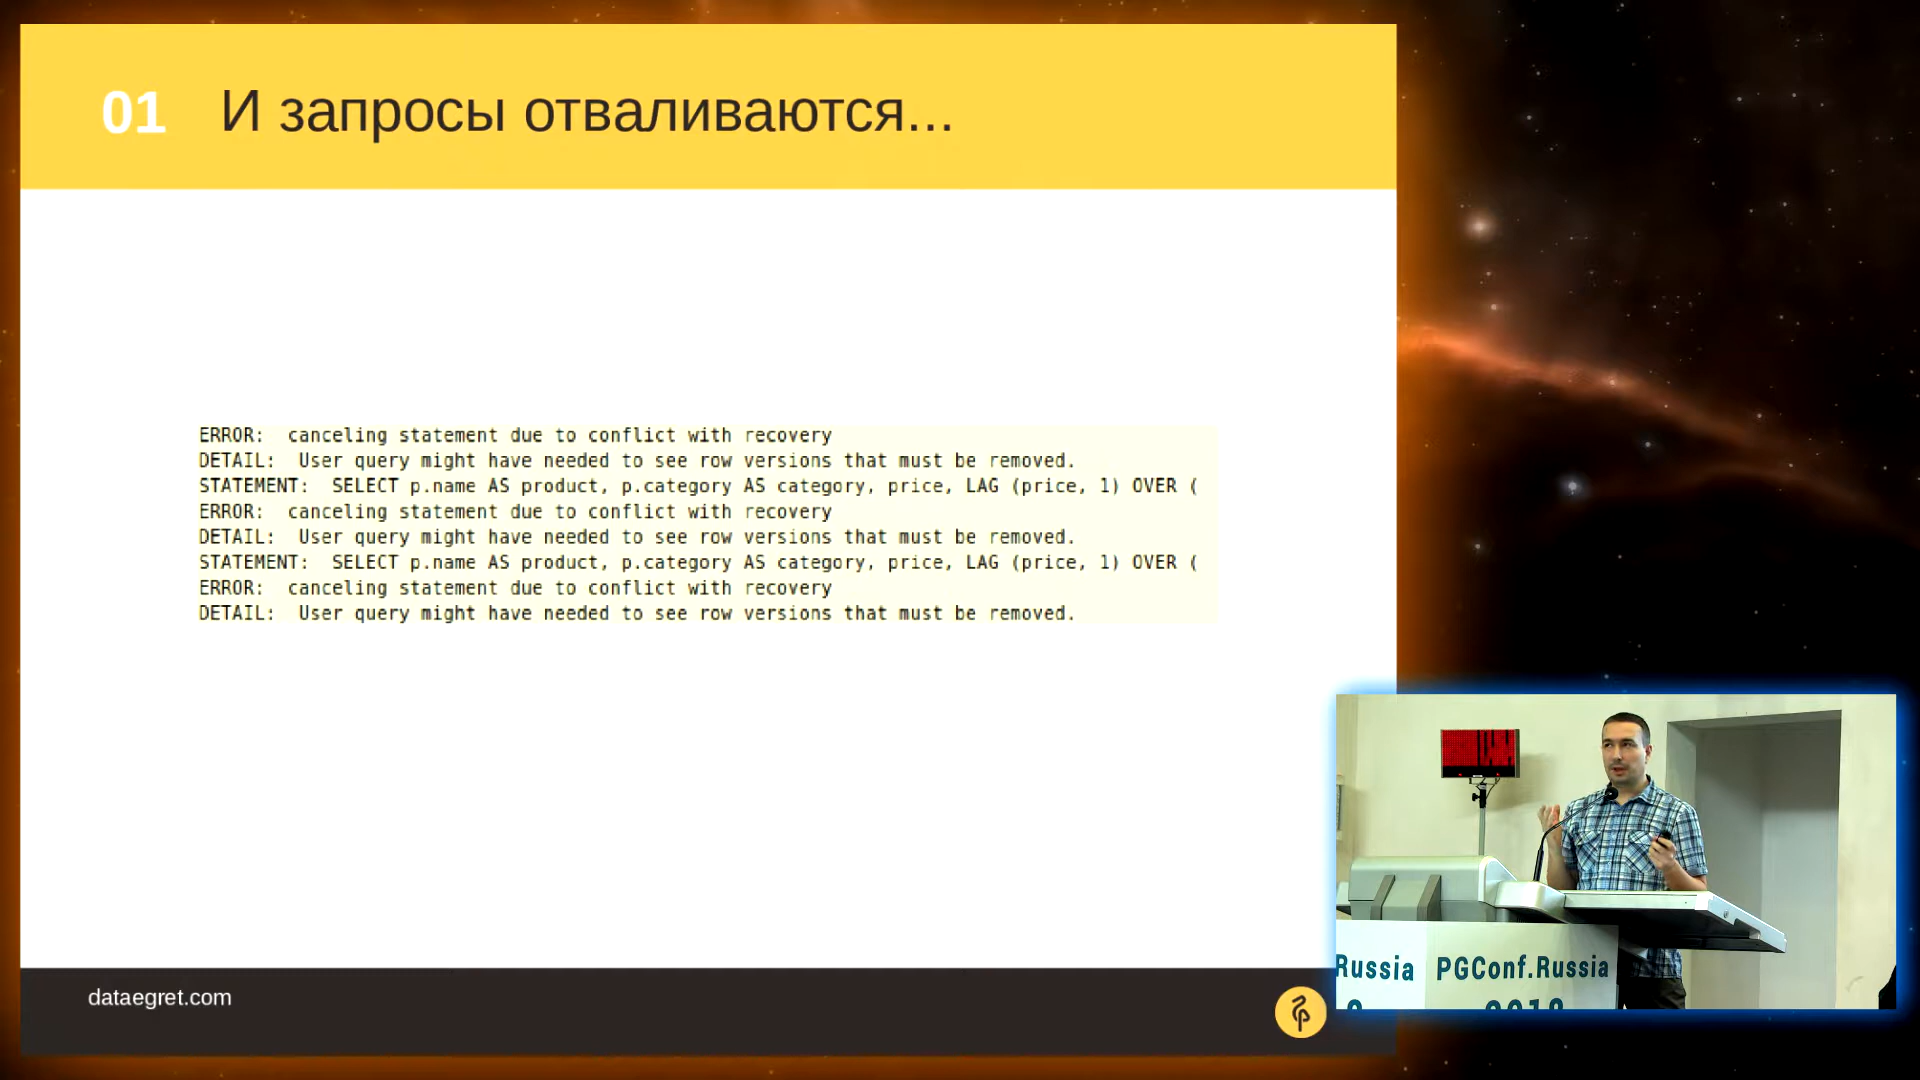 01 И запросы отваливаются...
ERROR:  canceling statement due to conflict with recovery
DETAIL:  User query might have needed to see row versions that must be removed.
STATEMENT:  SELECT p.name AS product, p.category AS category, price, LAG (price, 1) OVER (
ERROR:  canceling statement due to conflict with recovery
DETAIL:  User query might have needed to see row versions that must be removed.
STATEMENT:  SELECT p.name AS product, p.category AS category, price, LAG (price, 1) OVER (
ERROR:  canceling statement due to conflict with recovery
DETAIL:  User query might have needed to see row versions that must be removed.
dataegret.com
Russia PGConf.Russia